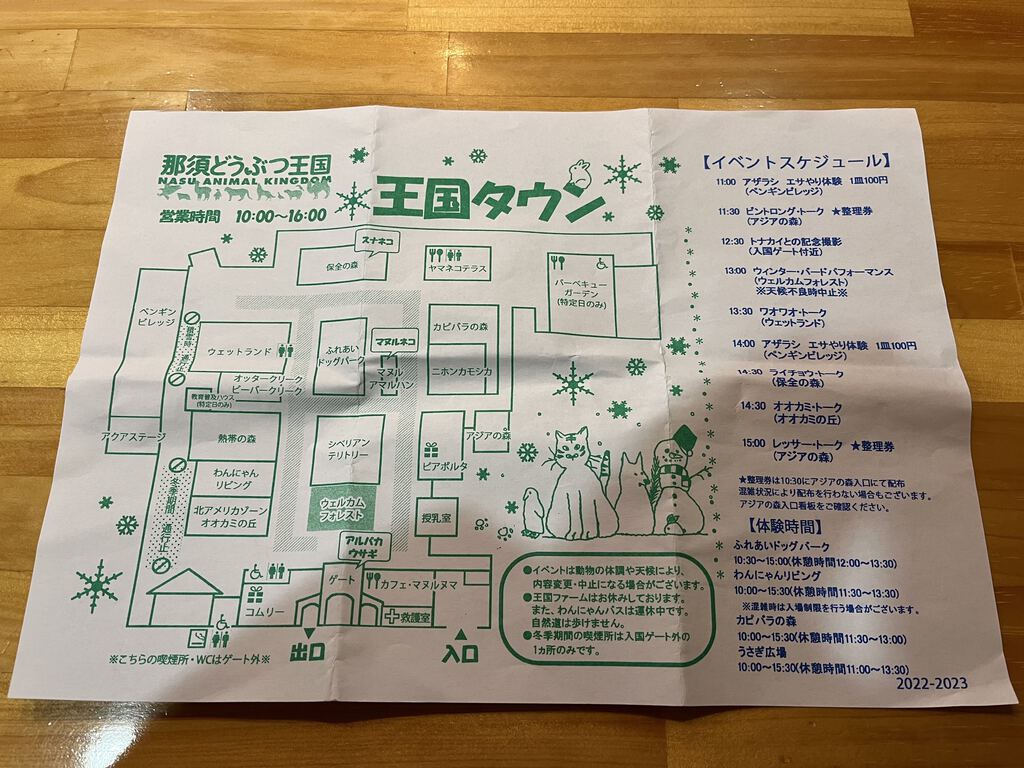 那須どうぶつ王国
NASU ANIMAL KINGDOM
営業時間 10:00〜16:00
王国タウン
スナネコ
保全の森
ヤマネコテラス
バーベキュー
ガーデン
(特定日のみ)
ペンギン
ビレッジ
積雪時・通行止
ウェットランド
オッタークリーク
ビーバークリーク
教育普及ハウス
(特定日のみ)
ふれあい
ドッグパーク
マヌルネコ
マヌル
アマルハン
カピバラの森
ニホンカモシカ
アクアステージ
熱帯の森
わんにゃん
リビング
北アメリカゾーン
オオカミの丘
冬季期間・通行止
シベリアン
テリトリー
ウェルカム
フォレスト
ピアポルタ
アジアの森
授乳室
アルパカ
ウサギ
ゲート
コムリー
カフェ・マヌルヌマ
救護室
出口
入口
※こちらの喫煙所・WCはゲート外※
●イベントは動物の体調や天候により、
内容変更・中止になる場合がございます。
●王国ファームはお休みしております。
また、わんにゃんバスは運休中です。
自然道は歩けません。
●冬季期間の喫煙所は入国ゲート外の
1ヵ所のみです。
【イベントスケジュール】
11:00 アザラシ エサやり体験 1皿100円
(ペンギンビレッジ)
11:30 ビントロング・トーク ★整理券
(アジアの森)
12:30 トナカイとの記念撮影
(入国ゲート付近)
13:00 ウィンター・バードパフォーマンス
(ウェルカムフォレスト)
※天候不良時中止※
13:30 ワオワオ・トーク
(ウェットランド)
14:00 アザラシ エサやり体験 1皿100円
(ペンギンビレッジ)
14:30 ライチョウ・トーク
(保全の森)
14:30 オオカミ・トーク
(オオカミの丘)
15:00 レッサー・トーク ★整理券
(アジアの森)
★整理券は10:30にアジアの森入口にて配布
混雑状況により配布を行わない場合もございます。
アジアの森入口看板をご確認ください。
【体験時間】
ふれあいドッグパーク
10:30〜15:00(休憩時間12:00〜13:30)
わんにゃんリビング
10:00〜15:30(休憩時間11:30〜13:30)
※混雑時は入場制限を行う場合がございます。
カピバラの森
10:00〜15:30(休憩時間11:30〜13:00)
うさぎ広場
10:00〜15:30(休憩時間11:00〜13:30)
2022-2023